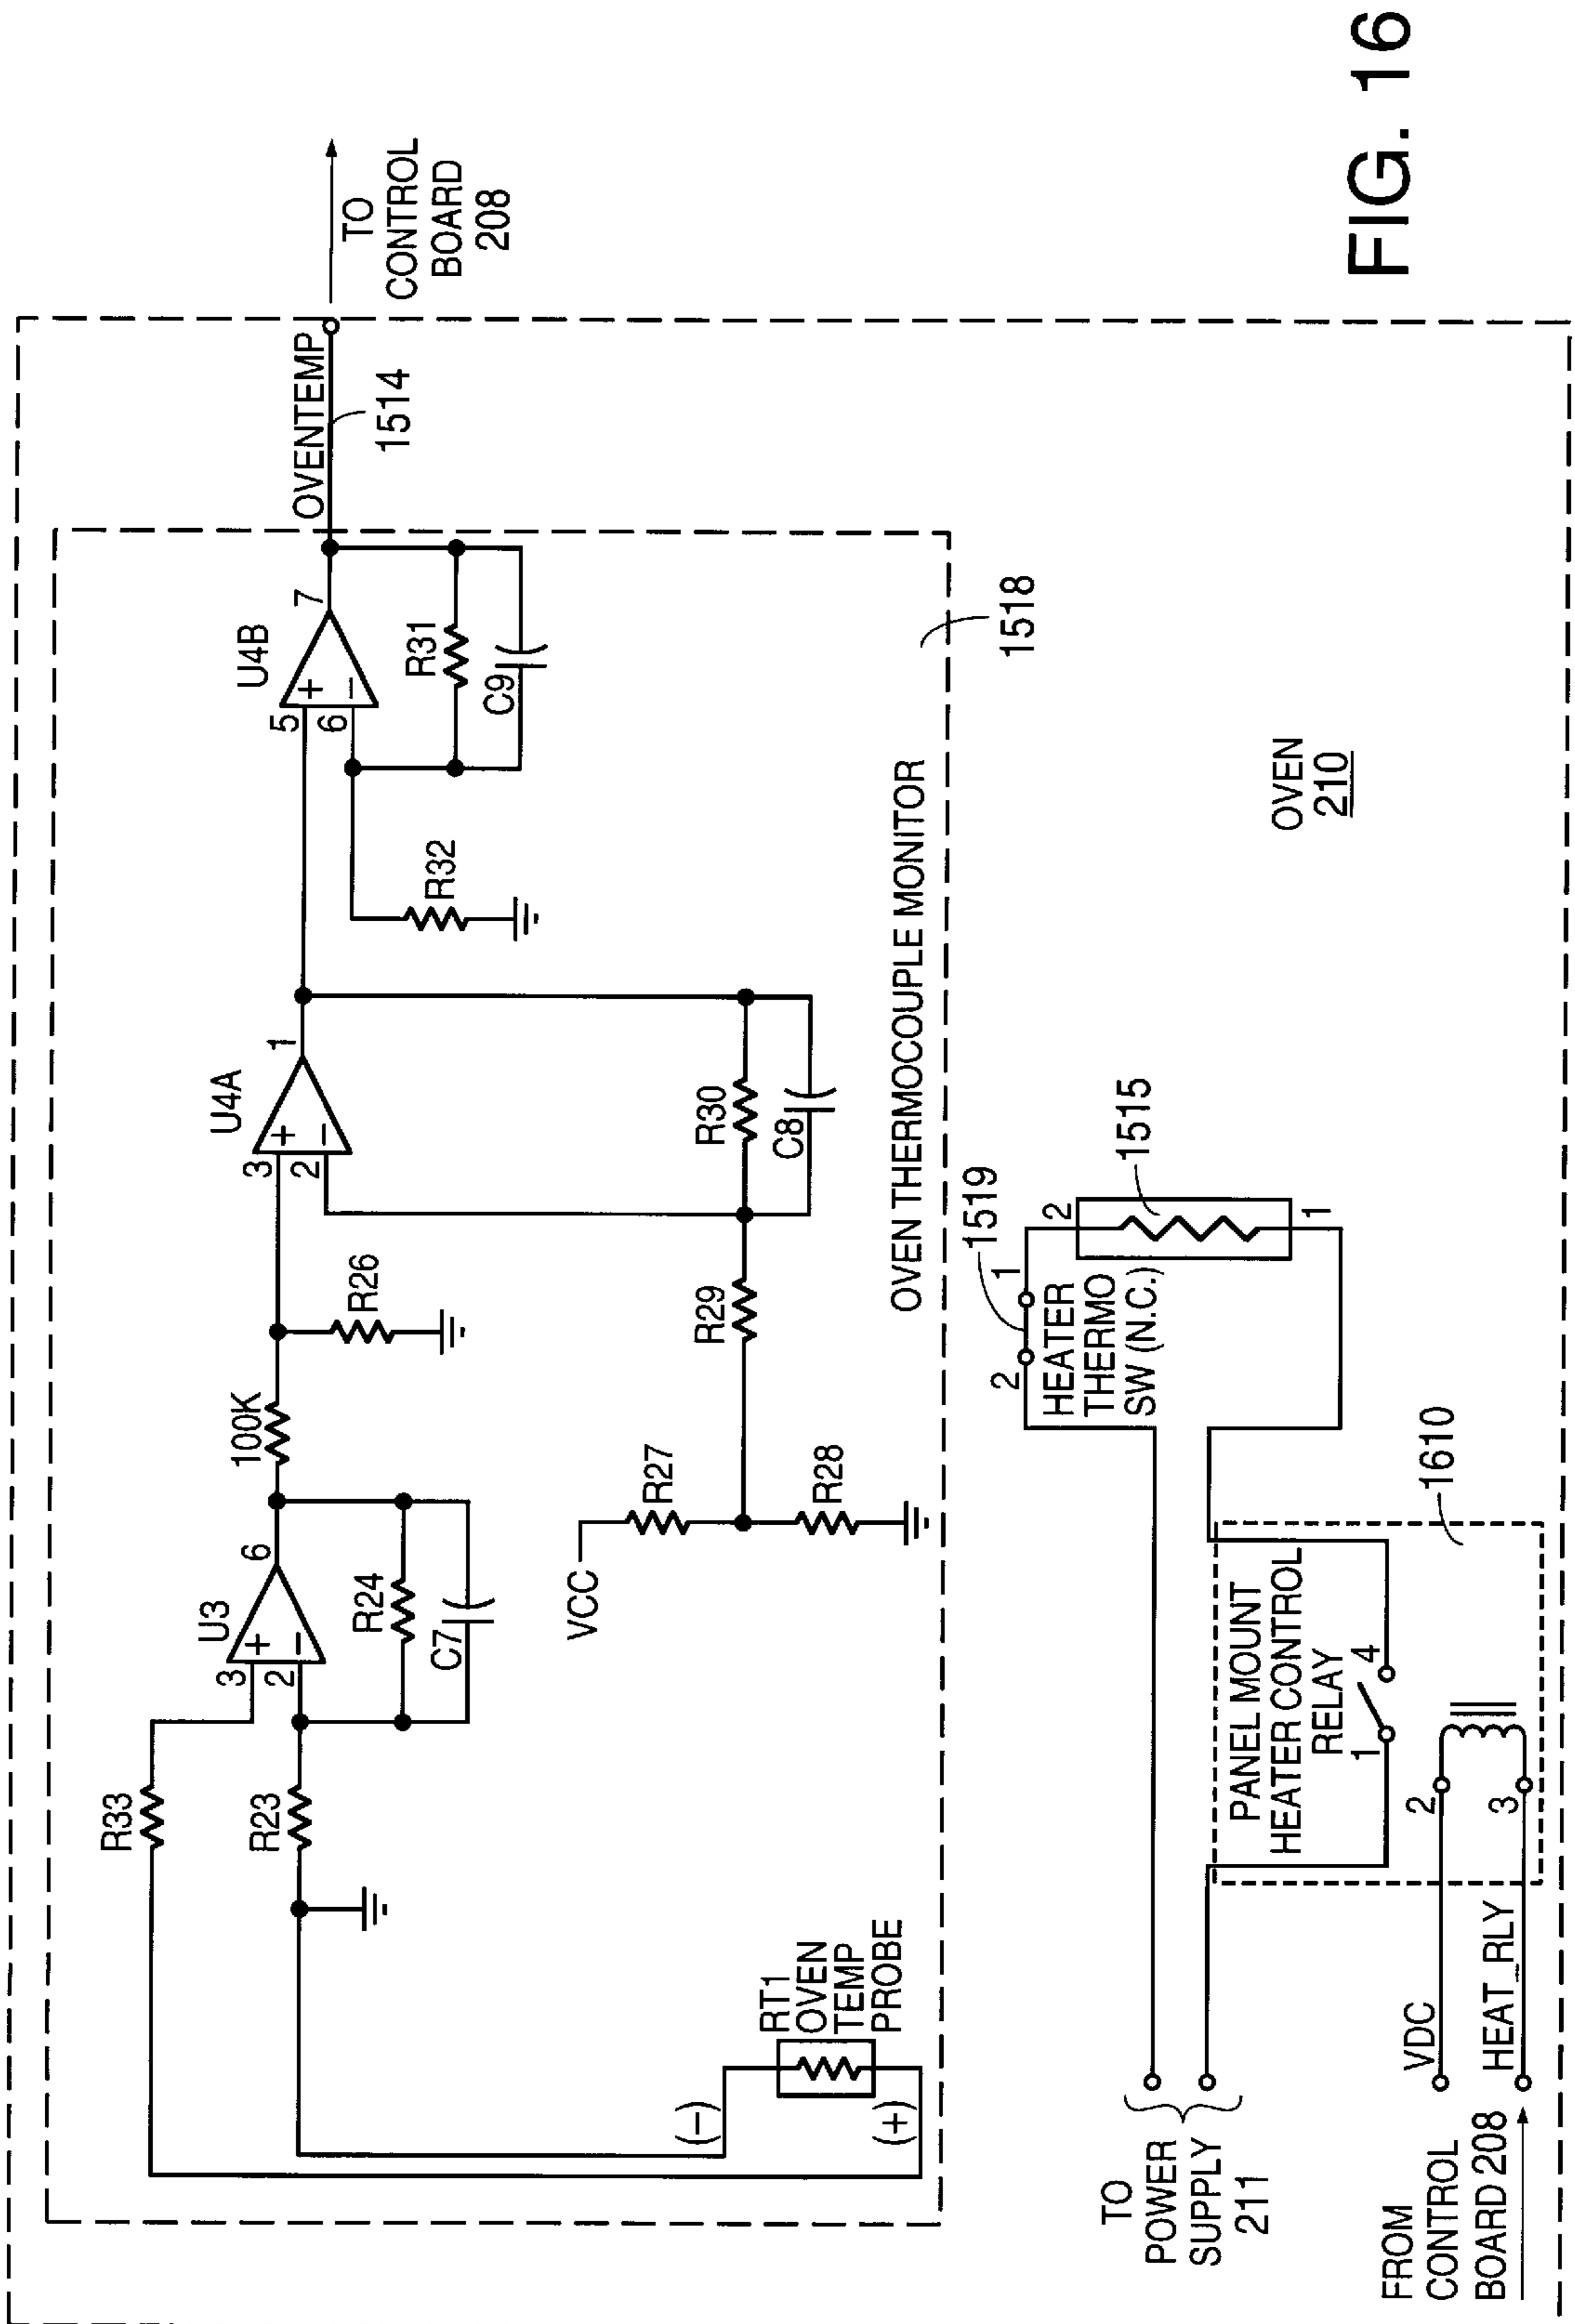 FIG. 16
TO
CONTROL
BOARD
208
OVENTEMP
1514
U4B
5
6
7
+
−
R31
C9
R32
U4A
3
2
1
+
−
R30
C8
R26
R29
100K
U3
3
2
6
+
−
R24
C7
R33
R23
VCC
R27
R28
RT1
OVEN
TEMP
PROBE
(−)
(+)
OVEN THERMOCOUPLE MONITOR
1518
OVEN
210
1519
2
1
HEATER
THERMO
SW (N.C.)
2
1
1515
1610
PANEL MOUNT
HEATER CONTROL
RELAY
1
4
2
3
TO
POWER
SUPPLY
211
VDC
HEAT_RLY
FROM
CONTROL
BOARD 208